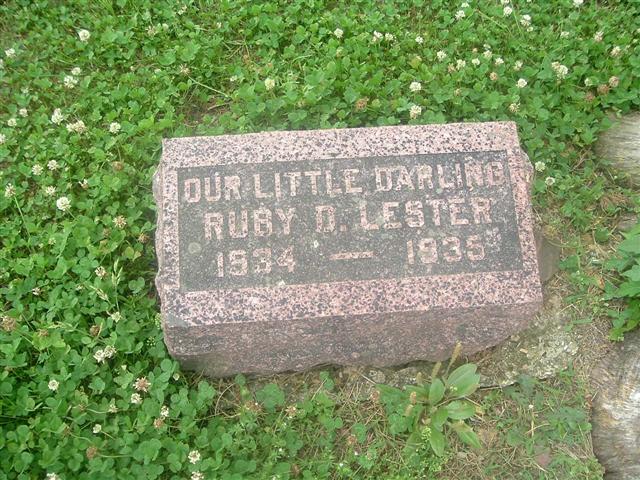 OUR LITTLE DARLING
RUBY D. LESTER
1934 — 1935